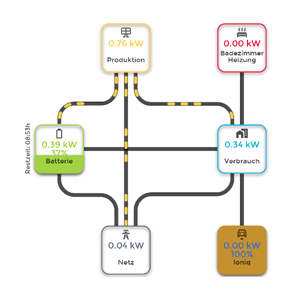 0.76 kW
Produktion
0.00 kW
Badezimmer
Heizung
Restzeit: 08:53h
0.39 kW
37%
Batterie
0.34 kW
Verbrauch
0.04 kW
Netz
0.00 kW
100%
Ioniq